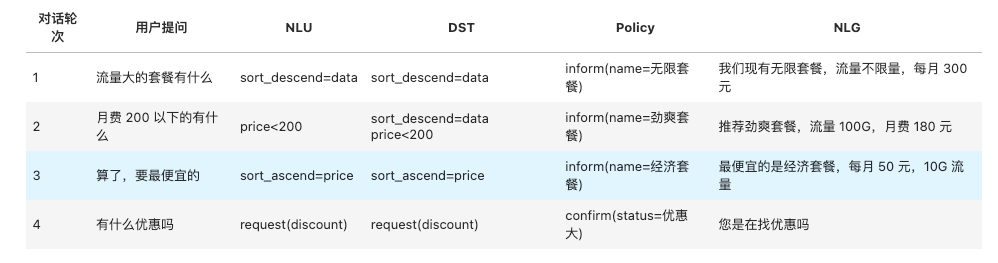 对话轮
次 用户提问 NLU DST Policy NLG
1 流量大的套餐有什么 sort_descend=data sort_descend=data inform(name=无限套
餐) 我们现有无限套餐，流量不限量，每月 300
元
2 月费 200 以下的有什
么 price<200 sort_descend=data
price<200 inform(name=劲爽套
餐) 推荐劲爽套餐，流量 100G，月费 180 元
3 算了，要最便宜的 sort_ascend=price sort_ascend=price inform(name=经济套
餐) 最便宜的是经济套餐，每月 50 元，10G 流
量
4 有什么优惠吗 request(discount) request(discount) confirm(status=优惠
大) 您是在找优惠吗